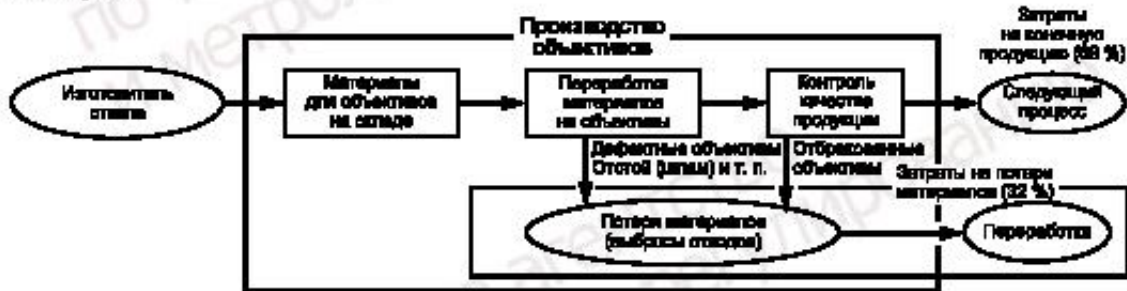 Производство
объективов
Затраты
на конечную
продукцию (68 %)
Изготовитель
стекла
Материалы
для объективов
на складе
Переработка
материалов
на объективы
Контроль
качества
продукции
Следующий
процесс
Дефектные объективы
Отстой (шлам) и т. п.
Отбракованные
объективы
Затраты на потери
материалов (32 %)
Потери материалов
(выбросы отходов)
Переработка